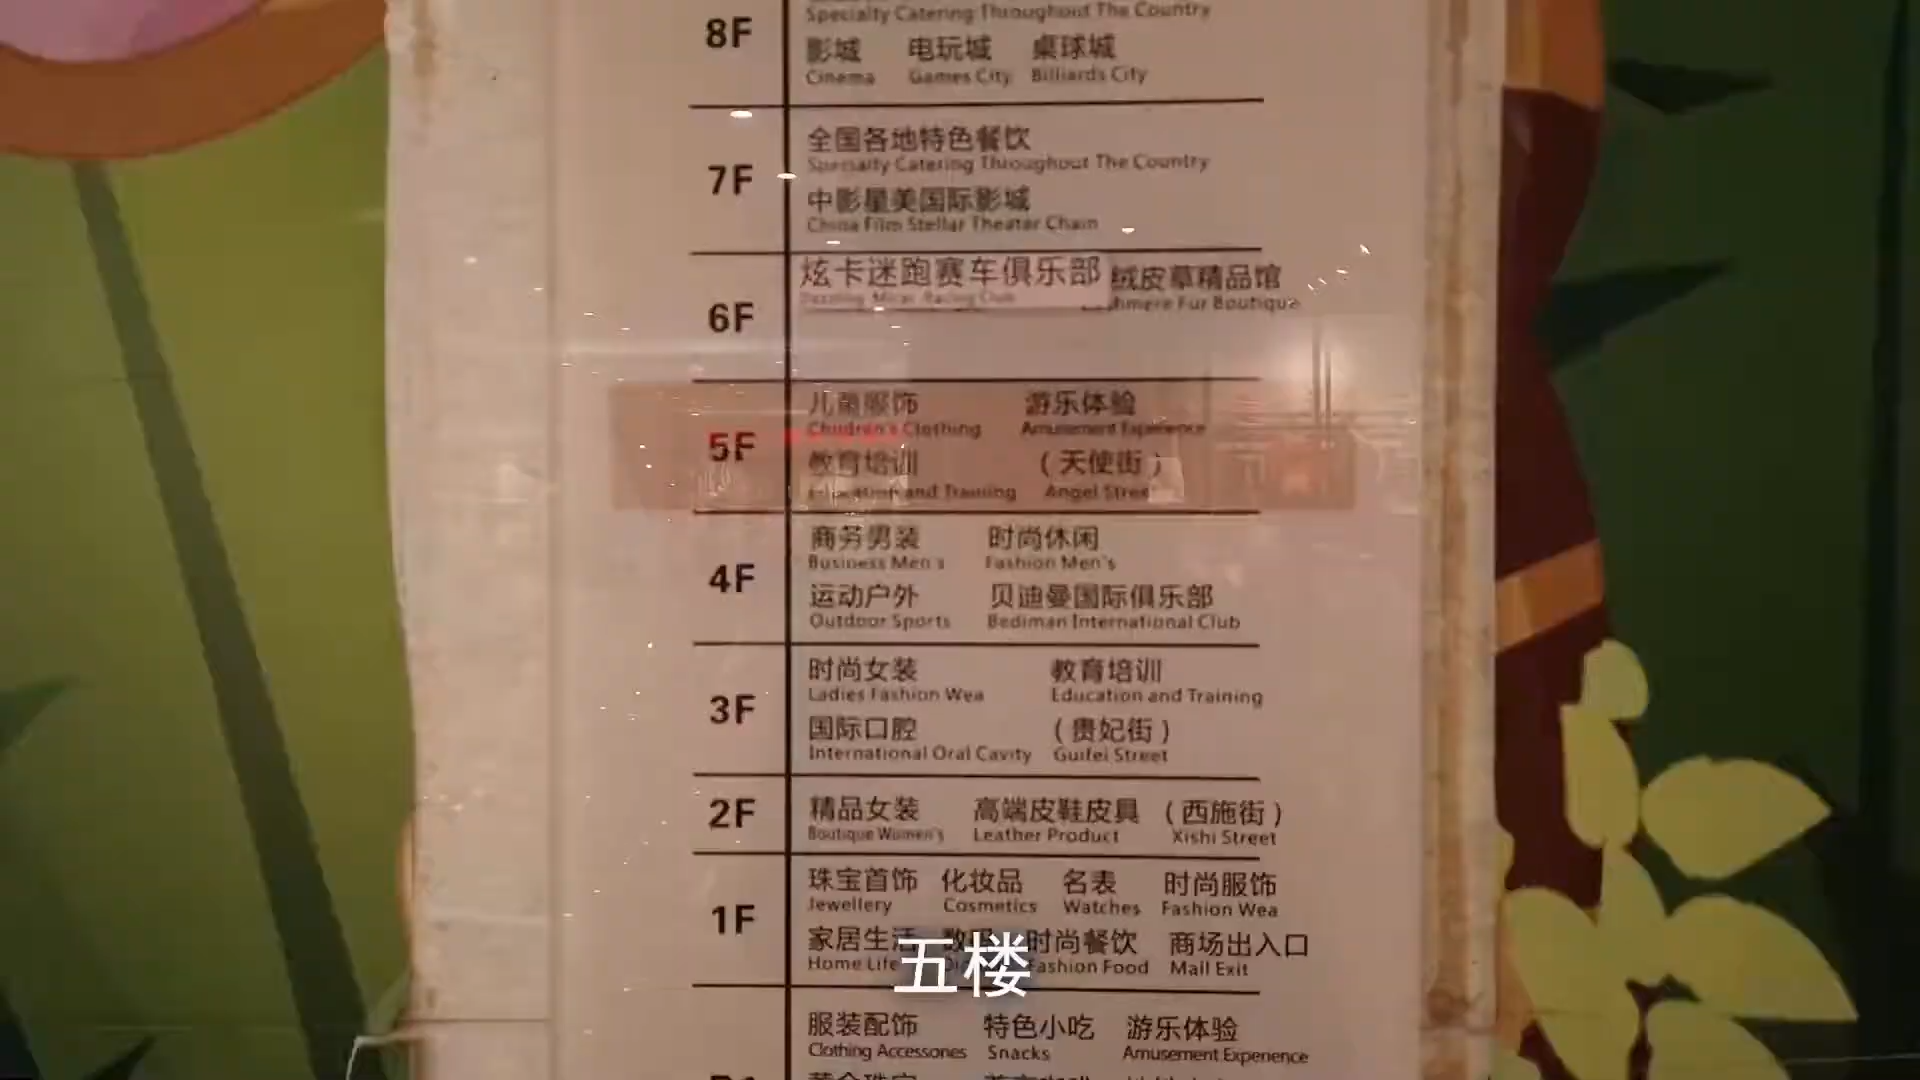 Specialty Catering Throughout The Country
8F
影城 电玩城 桌球城
Cinema Games City Billiards City
全国各地特色餐饮
Specialty Catering Throughout The Country
7F
中影星美国际影城
China Film Stellar Theater Chain
炫卡迷跑赛车俱乐部 绒皮草精品馆
Racing Club Fur Boutique
6F
儿童服饰 游乐体验
Children's Clothing Amusement Experience
5F
教育培训 (天使街)
Education and Training Angel Street
商务男装 时尚休闲
Business Men's Fashion Men's
4F
运动户外 贝迪曼国际俱乐部
Outdoor Sports Bediman International Club
时尚女装 教育培训
Ladies Fashion Wea Education and Training
3F
国际口腔 (贵妃街)
International Oral Cavity Guifei Street
2F
精品女装 高端皮鞋皮具 (西施街)
Boutique Women's Leather Product Xishi Street
珠宝首饰 化妆品 名表 时尚服饰
Jewellery Cosmetics Watches Fashion Wea
1F
家居生活 时尚餐饮 商场出入口
Home Life Fashion Food Mall Exit
五楼
服装配饰 特色小吃 游乐体验
Clothing Accessories Snacks Amusement Experience